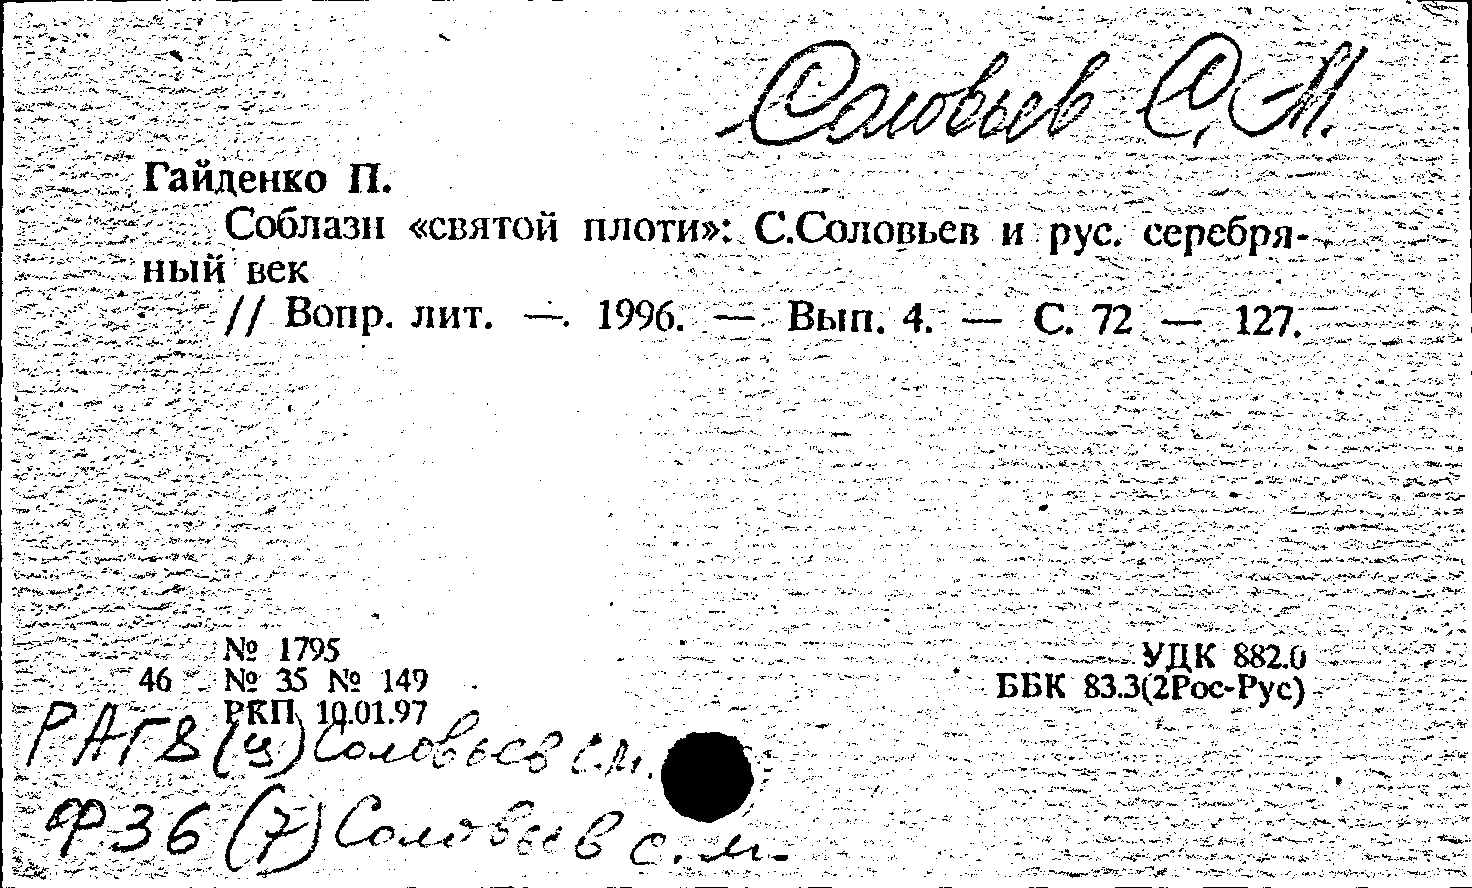 Соловьев С.М.
Гайденко П.
Соблазн «святой плоти»: С.Соловьев и рус. серебря-
ный век
// Вопр. лит. —. 1996. — Вып. 4. — С. 72 — 127.
№ 1795
УДК 882.0
46 № 35 № 149
ББК 83.3(2Рос-Рус)
РКП 10.01.97
Соловьев С.М.
Ф36 (7) Соловьев С.М.